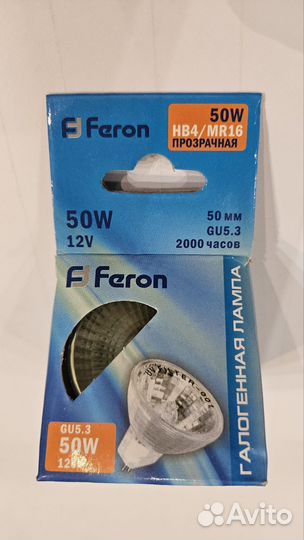 Feron
50W
HB4/MR16
ПРОЗРАЧНАЯ
50W
12V
50 мм
GU5.3
2000 часов
Feron
ГАЛОГЕННАЯ ЛАМПА
GU5.3
50W
Avito